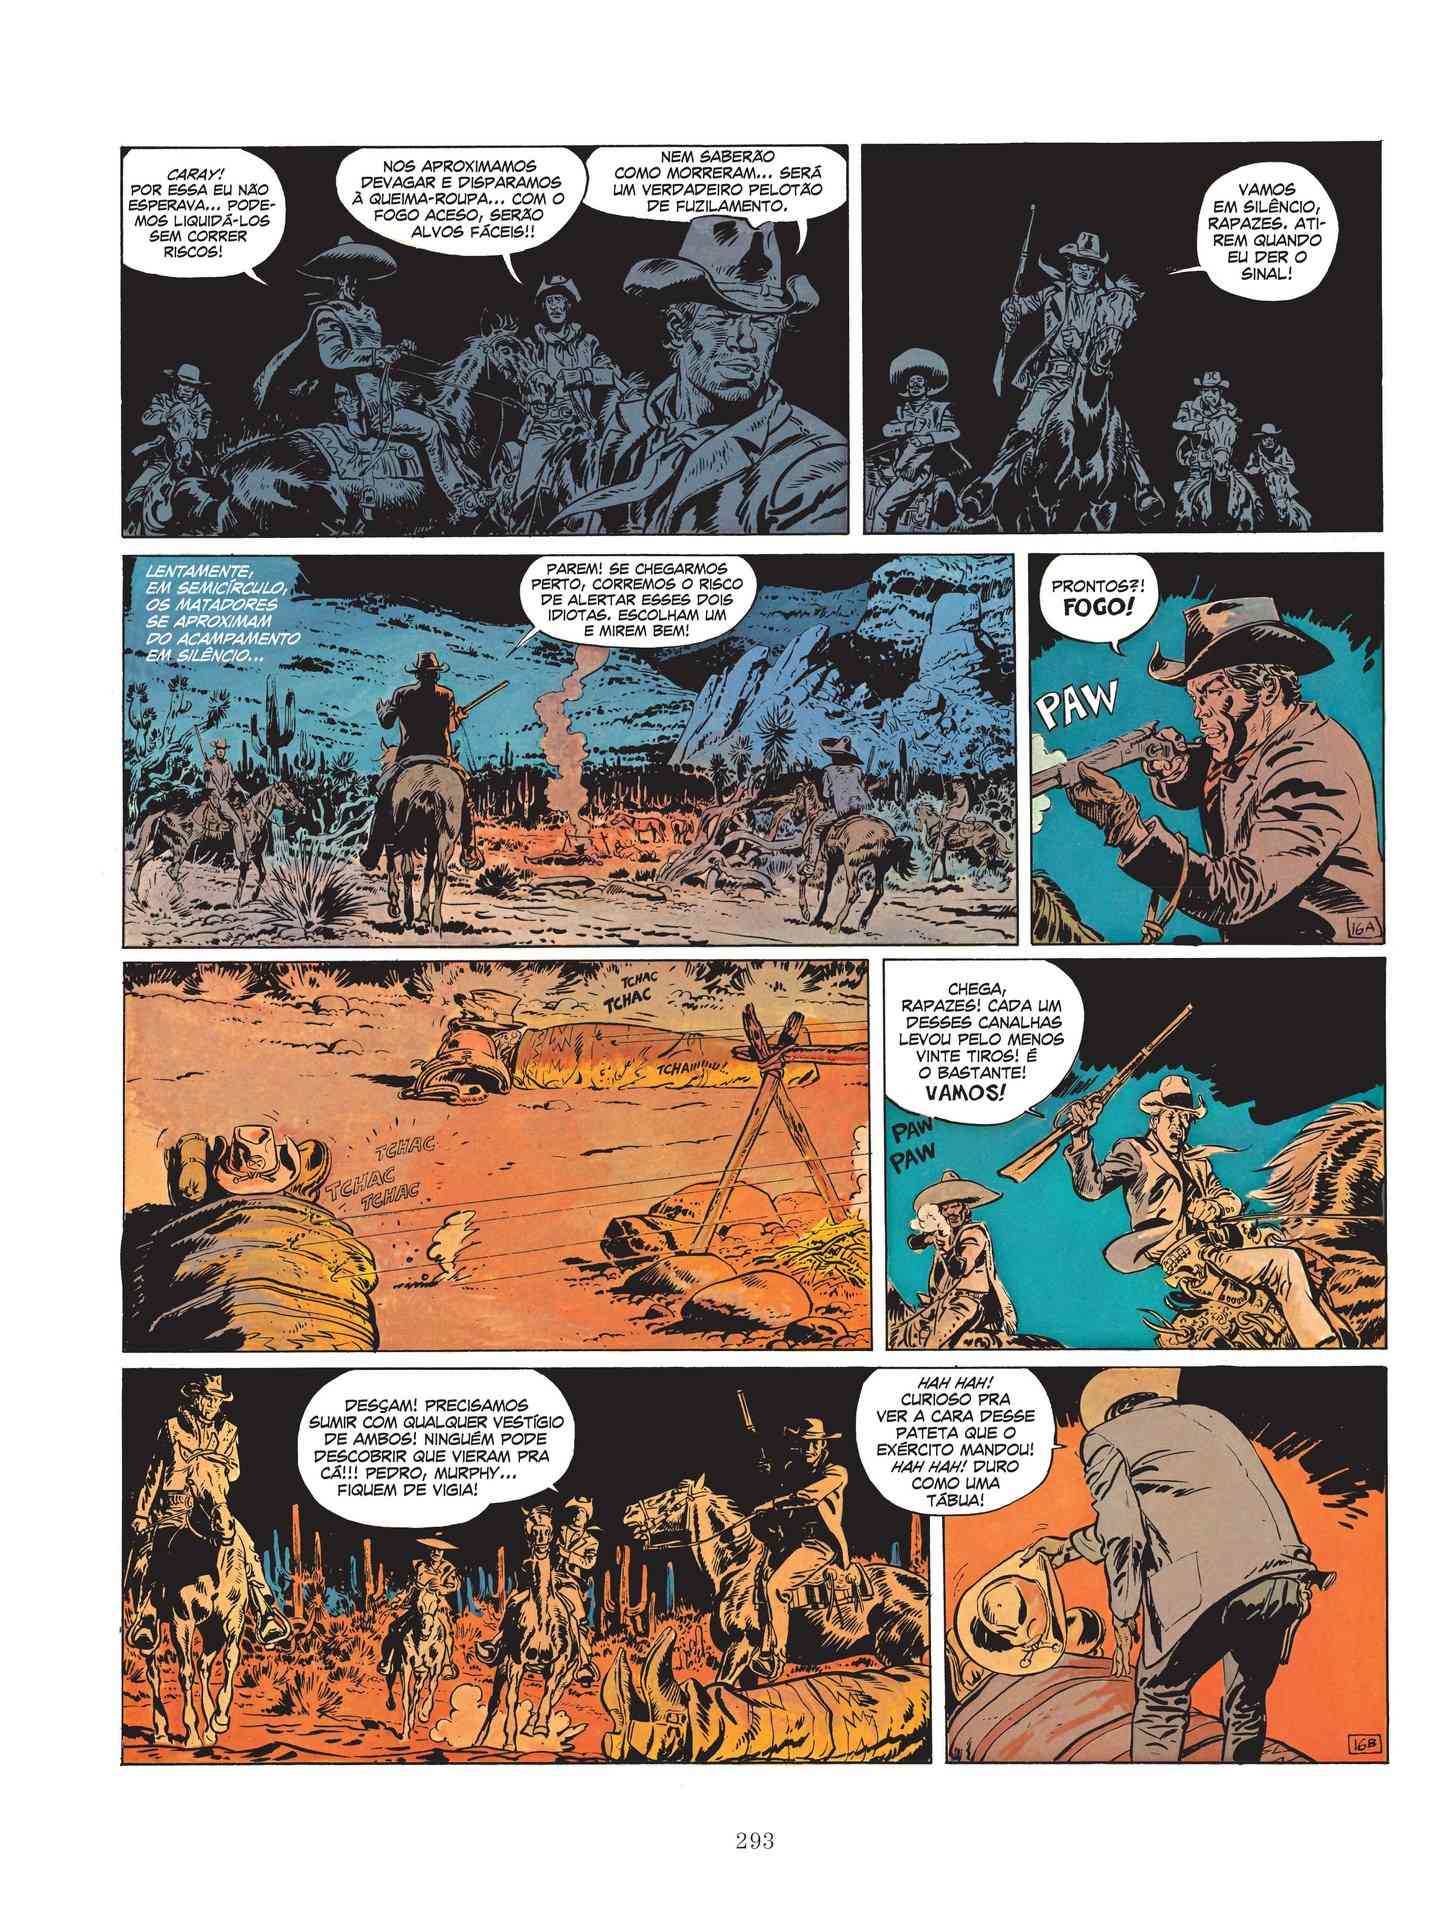 CARAY!
POR ESSA EU NÃO
ESPERAVA... PODE-
MOS LIQUIDÁ-LOS
SEM CORRER
RISCOS!
NOS APROXIMAMOS
DEVAGAR E DISPARAMOS
À QUEIMA-ROUPA... COM O
FOGO ACESO, SERÃO
ALVOS FÁCEIS!!
NEM SABERÃO
COMO MORRERAM... SERÁ
UM VERDADEIRO PELOTÃO
DE FUZILAMENTO.
VAMOS
EM SILÊNCIO,
RAPAZES. ATI-
REM QUANDO
EU DER O
SINAL!
LENTAMENTE,
EM SEMICÍRCULO,
OS MATADORES
SE APROXIMAM
DO ACAMPAMENTO
EM SILÊNCIO...
PAREM! SE CHEGARMOS
PERTO, CORREMOS O RISCO
DE ALERTAR ESSES DOIS
IDIOTAS. ESCOLHAM UM
E MIREM BEM!
PRONTOS?!
FOGO!
PAW
16A
TCHAC
TCHAC
TCHAIIIIIIU!
TCHAC
TCHAC
TCHAC
CHEGA,
RAPAZES! CADA UM
DESSES CANALHAS
LEVOU PELO MENOS
VINTE TIROS! É
O BASTANTE!
VAMOS!
PAW
PAW
DESÇAM! PRECISAMOS
SUMIR COM QUALQUER VESTÍGIO
DE AMBOS! NINGUÉM PODE
DESCOBRIR QUE VIERAM PRA
CÁ!!! PEDRO, MURPHY...
FIQUEM DE VIGIA!
HAH HAH!
CURIOSO PRA
VER A CARA DESSE
PATETA QUE O
EXÉRCITO MANDOU!
HAH HAH! DURO
COMO UMA
TÁBUA!
16B
293